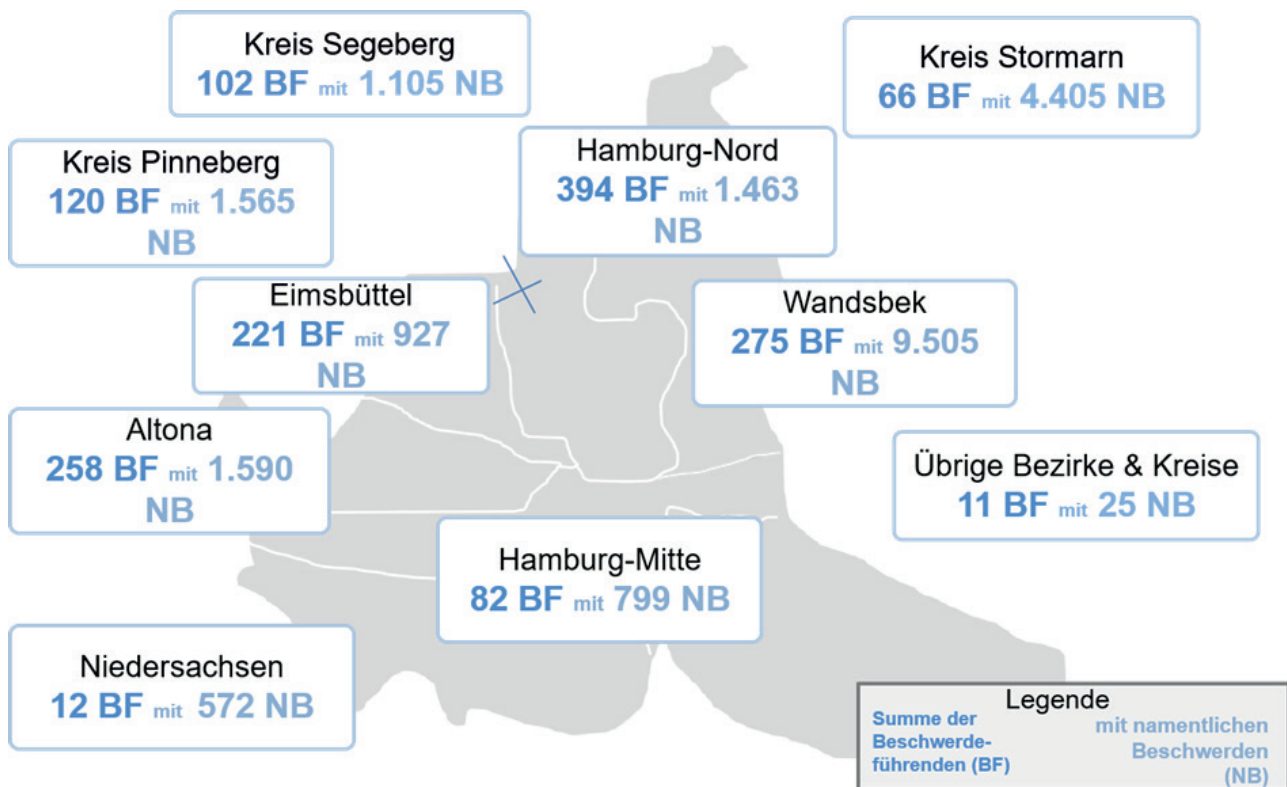 Kreis Segeberg
102 BF mit 1.105 NB
Kreis Stormarn
66 BF mit 4.405 NB
Kreis Pinneberg
120 BF mit 1.565
NB
Hamburg-Nord
394 BF mit 1.463
NB
Eimsbüttel
221 BF mit 927
NB
Wandsbek
275 BF mit 9.505
NB
Altona
258 BF mit 1.590
NB
Übrige Bezirke & Kreise
11 BF mit 25 NB
Hamburg-Mitte
82 BF mit 799 NB
Niedersachsen
12 BF mit 572 NB
Legende
Summe der
Beschwerde-
führenden (BF)
mit namentlichen
Beschwerden
(NB)